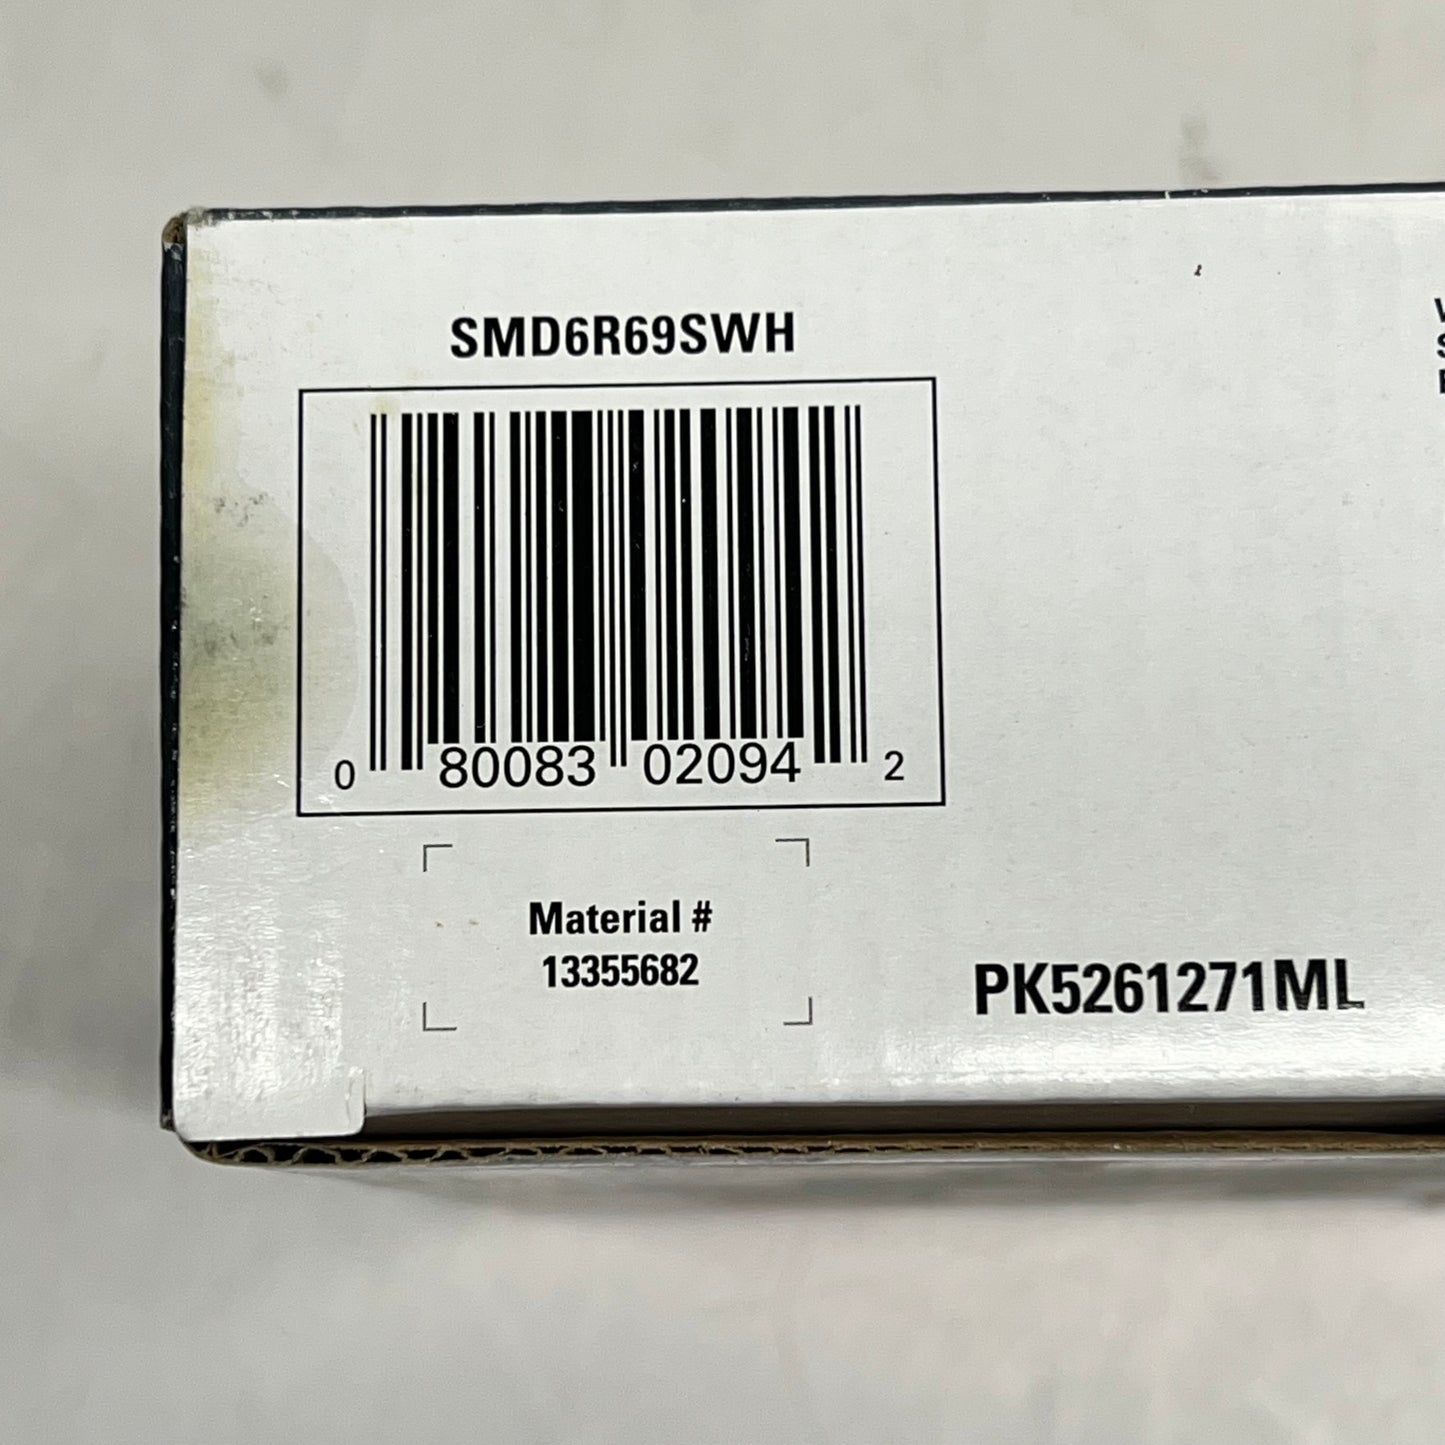 SMD6R69SWH
0 80083 02094 2
Material #
13355682
PK5261271ML